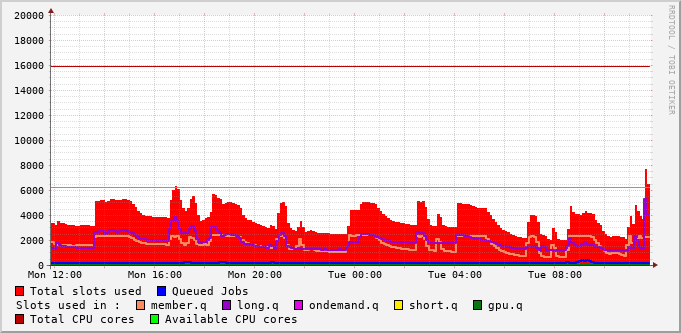 20000
18000
16000
14000
12000
10000
8000
6000
4000
2000
0
Mon 12:00 Mon 16:00 Mon 20:00 Tue 00:00 Tue 04:00 Tue 08:00
Total slots used Queued Jobs
Slots used in : member.q long.q ondemand.q short.q gpu.q
Total CPU cores Available CPU cores
RRDTOOL / TOBI OETIKER